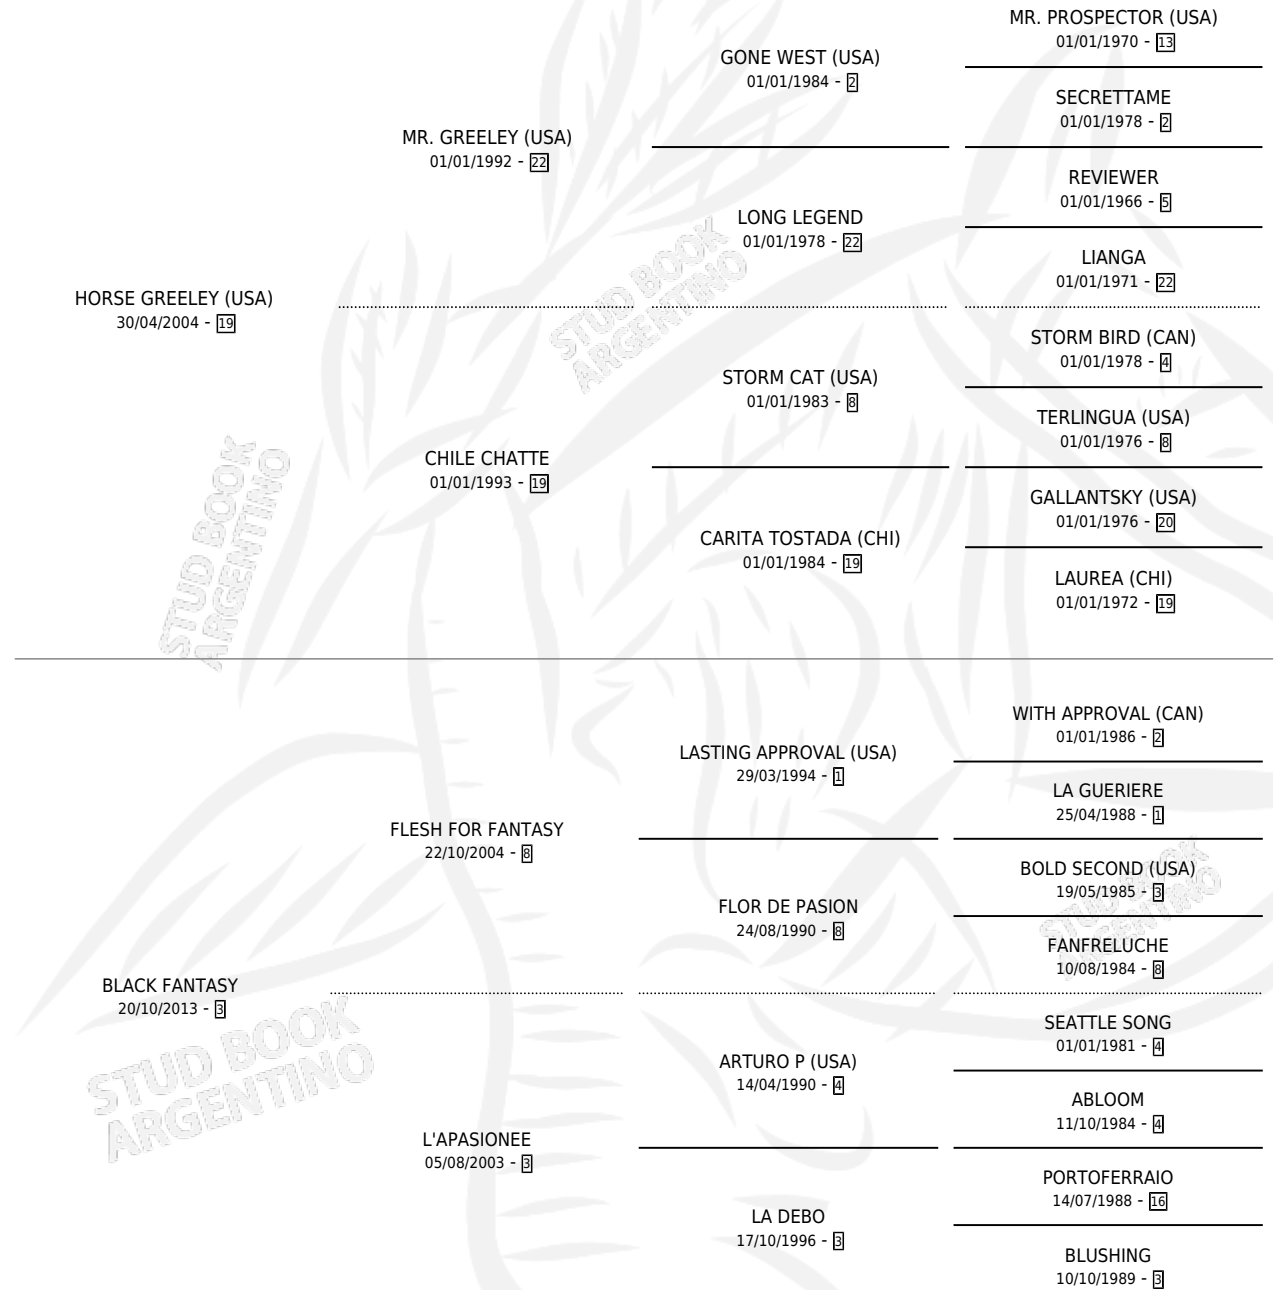 MR. PROSPECTOR (USA)
01/01/1970 - 13
GONE WEST (USA)
01/01/1984 - 2
SECRETTAME
01/01/1978 - 2
MR. GREELEY (USA)
01/01/1992 - 22
REVIEWER
01/01/1966 - 5
LONG LEGEND
01/01/1978 - 22
LIANGA
01/01/1971 - 22
HORSE GREELEY (USA)
30/04/2004 - 19
STORM BIRD (CAN)
01/01/1978 - 4
STORM CAT (USA)
01/01/1983 - 8
TERLINGUA (USA)
01/01/1976 - 8
CHILE CHATTE
01/01/1993 - 19
GALLANTSKY (USA)
01/01/1976 - 20
CARITA TOSTADA (CHI)
01/01/1984 - 19
LAUREA (CHI)
01/01/1972 - 19
WITH APPROVAL (CAN)
01/01/1986 - 2
LASTING APPROVAL (USA)
29/03/1994 - 1
LA GUERIERE
25/04/1988 - 1
FLESH FOR FANTASY
22/10/2004 - 8
BOLD SECOND (USA)
19/05/1985 - 3
FLOR DE PASION
24/08/1990 - 8
FANFRELUCHE
10/08/1984 - 8
BLACK FANTASY
20/10/2013 - 3
SEATTLE SONG
01/01/1981 - 4
ARTURO P (USA)
14/04/1990 - 4
ABLOOM
11/10/1984 - 4
L'APASIONEE
05/08/2003 - 3
PORTOFERRAIO
14/07/1988 - 16
LA DEBO
17/10/1996 - 3
BLUSHING
10/10/1989 - 3
STUD BOOK
ARGENTINO
STUD BOOK
ARGENTINO
STUD BOOK
ARGENTINO
STUD BOOK
ARGENTINO